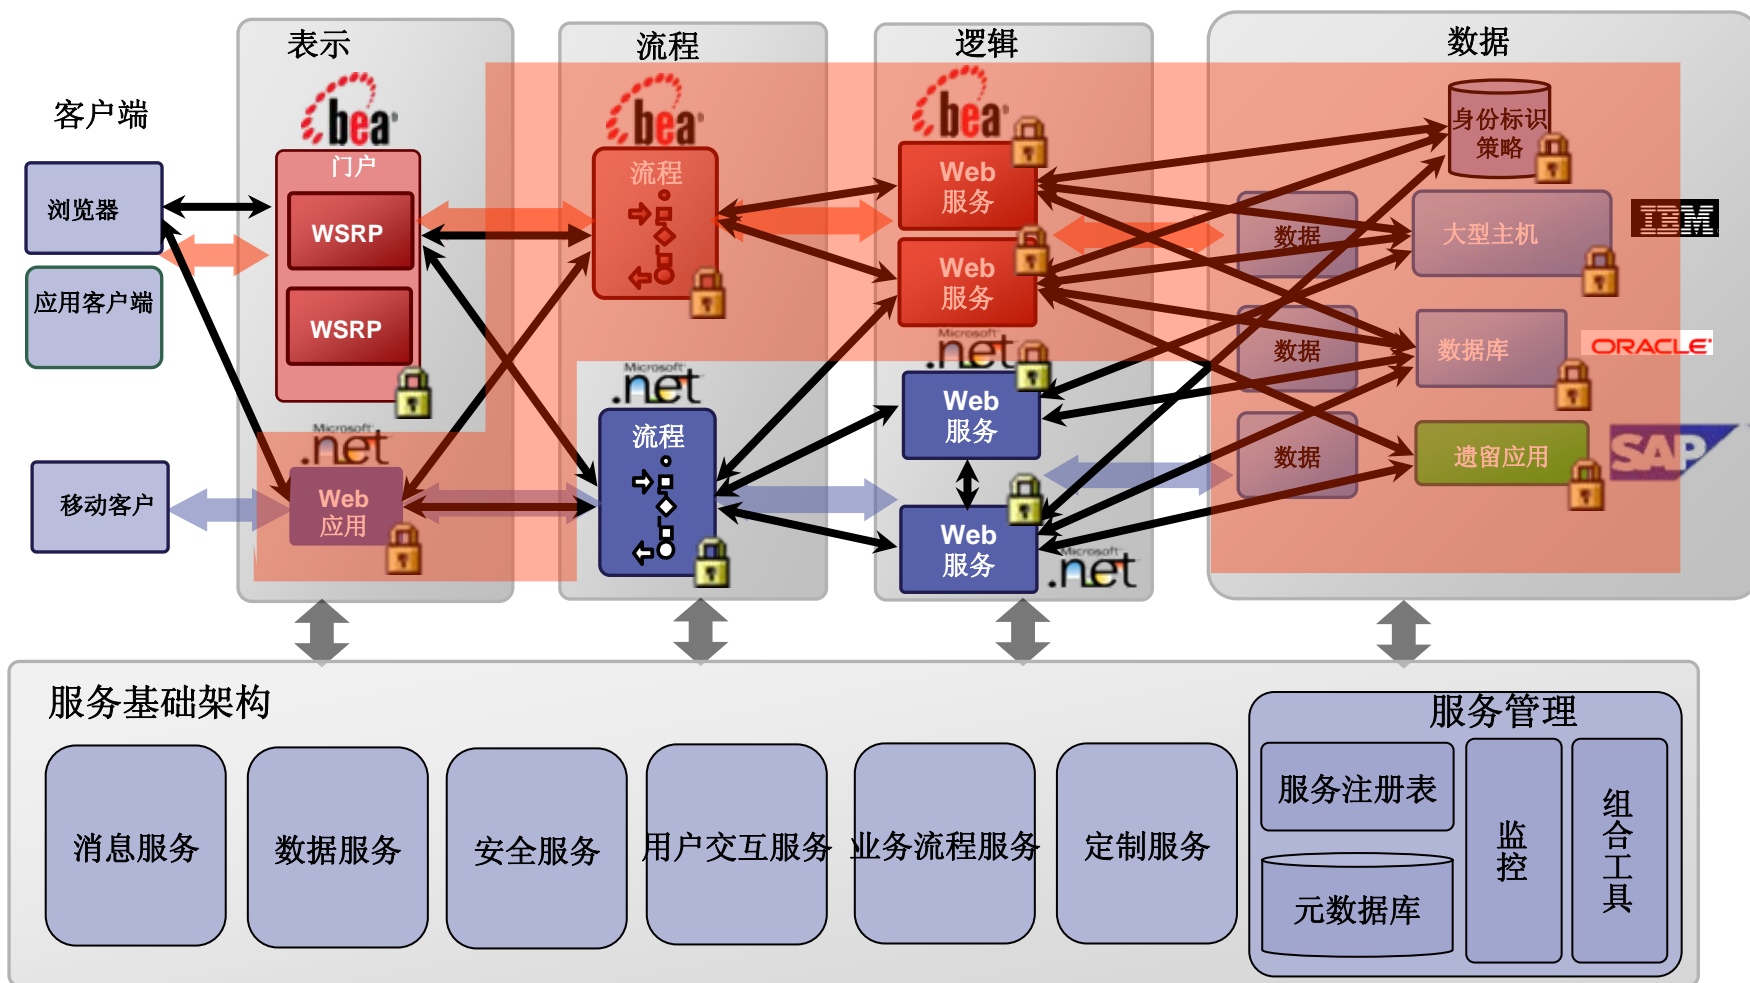 表示
流程
逻辑
数据
客户端
bea
bea
bea
身份标识
策略
浏览器
门户
WSRP
WSRP
流程
Web
服务
Web
服务
数据
大型主机
IBM
应用客户端
Microsoft
.net
Microsoft
.net
数据
数据库
ORACLE
Microsoft
.net
流程
Web
服务
数据
遗留应用
SAP
移动客户
Web
应用
Web
服务
Microsoft
.net
服务基础架构
消息服务
数据服务
安全服务
用户交互服务
业务流程服务
定制服务
服务管理
服务注册表
元数据库
监控
组合工具